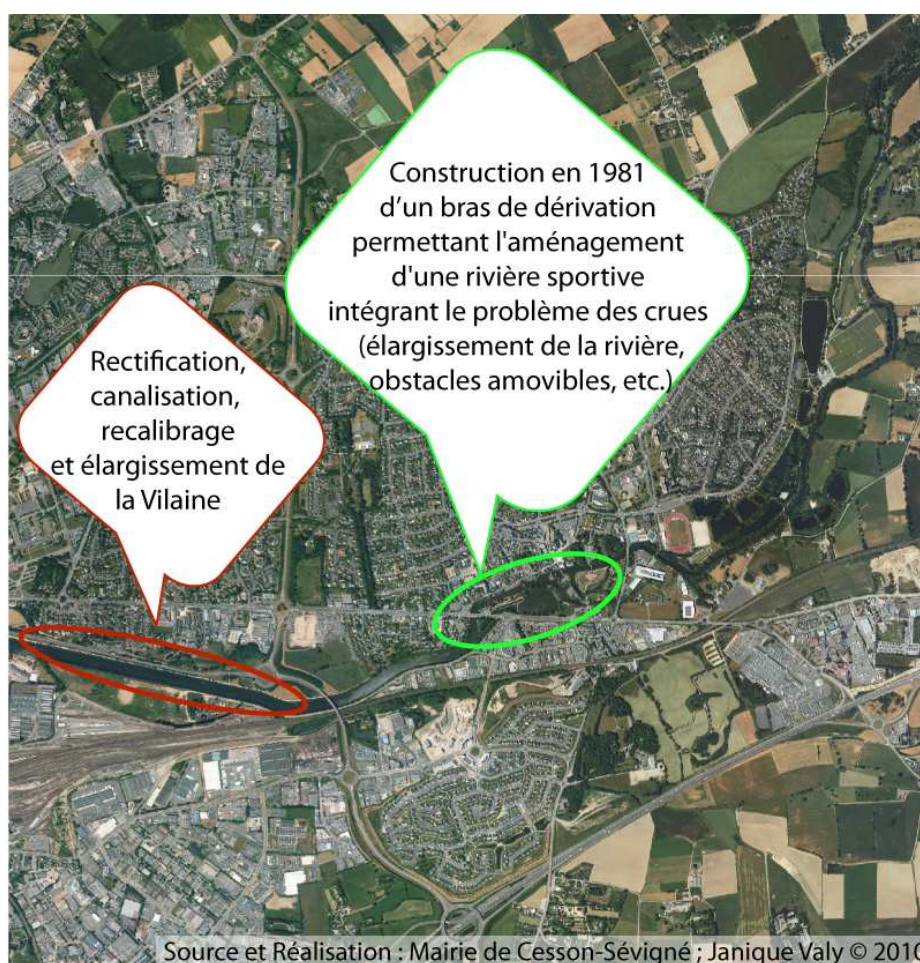 Construction en 1981
d'un bras de dérivation
permettant l'aménagement
d'une rivière sportive
intégrant le problème des crues
(élargissement de la rivière,
obstacles amovibles, etc.)
Rectification,
canalisation,
recalibrage
et élargissement de
la Vilaine
Source et Réalisation : Mairie de Cesson-Sévigné ; Janique Valy ©